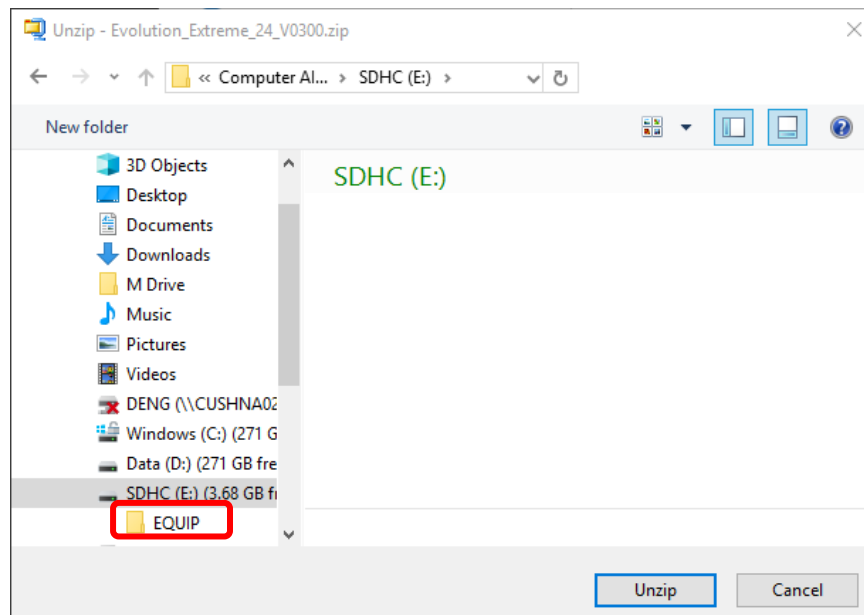 Unzip - Evolution_Extreme_24_V0300.zip
« Computer Al... › SDHC (E:) ›
New folder
3D Objects
SDHC (E:)
Desktop
Documents
Downloads
M Drive
Music
Pictures
Videos
DENG (\\CUSHNA02
Windows (C:) (271 G
Data (D:) (271 GB fre
SDHC (E:) (3.68 GB f
EQUIP
Unzip Cancel